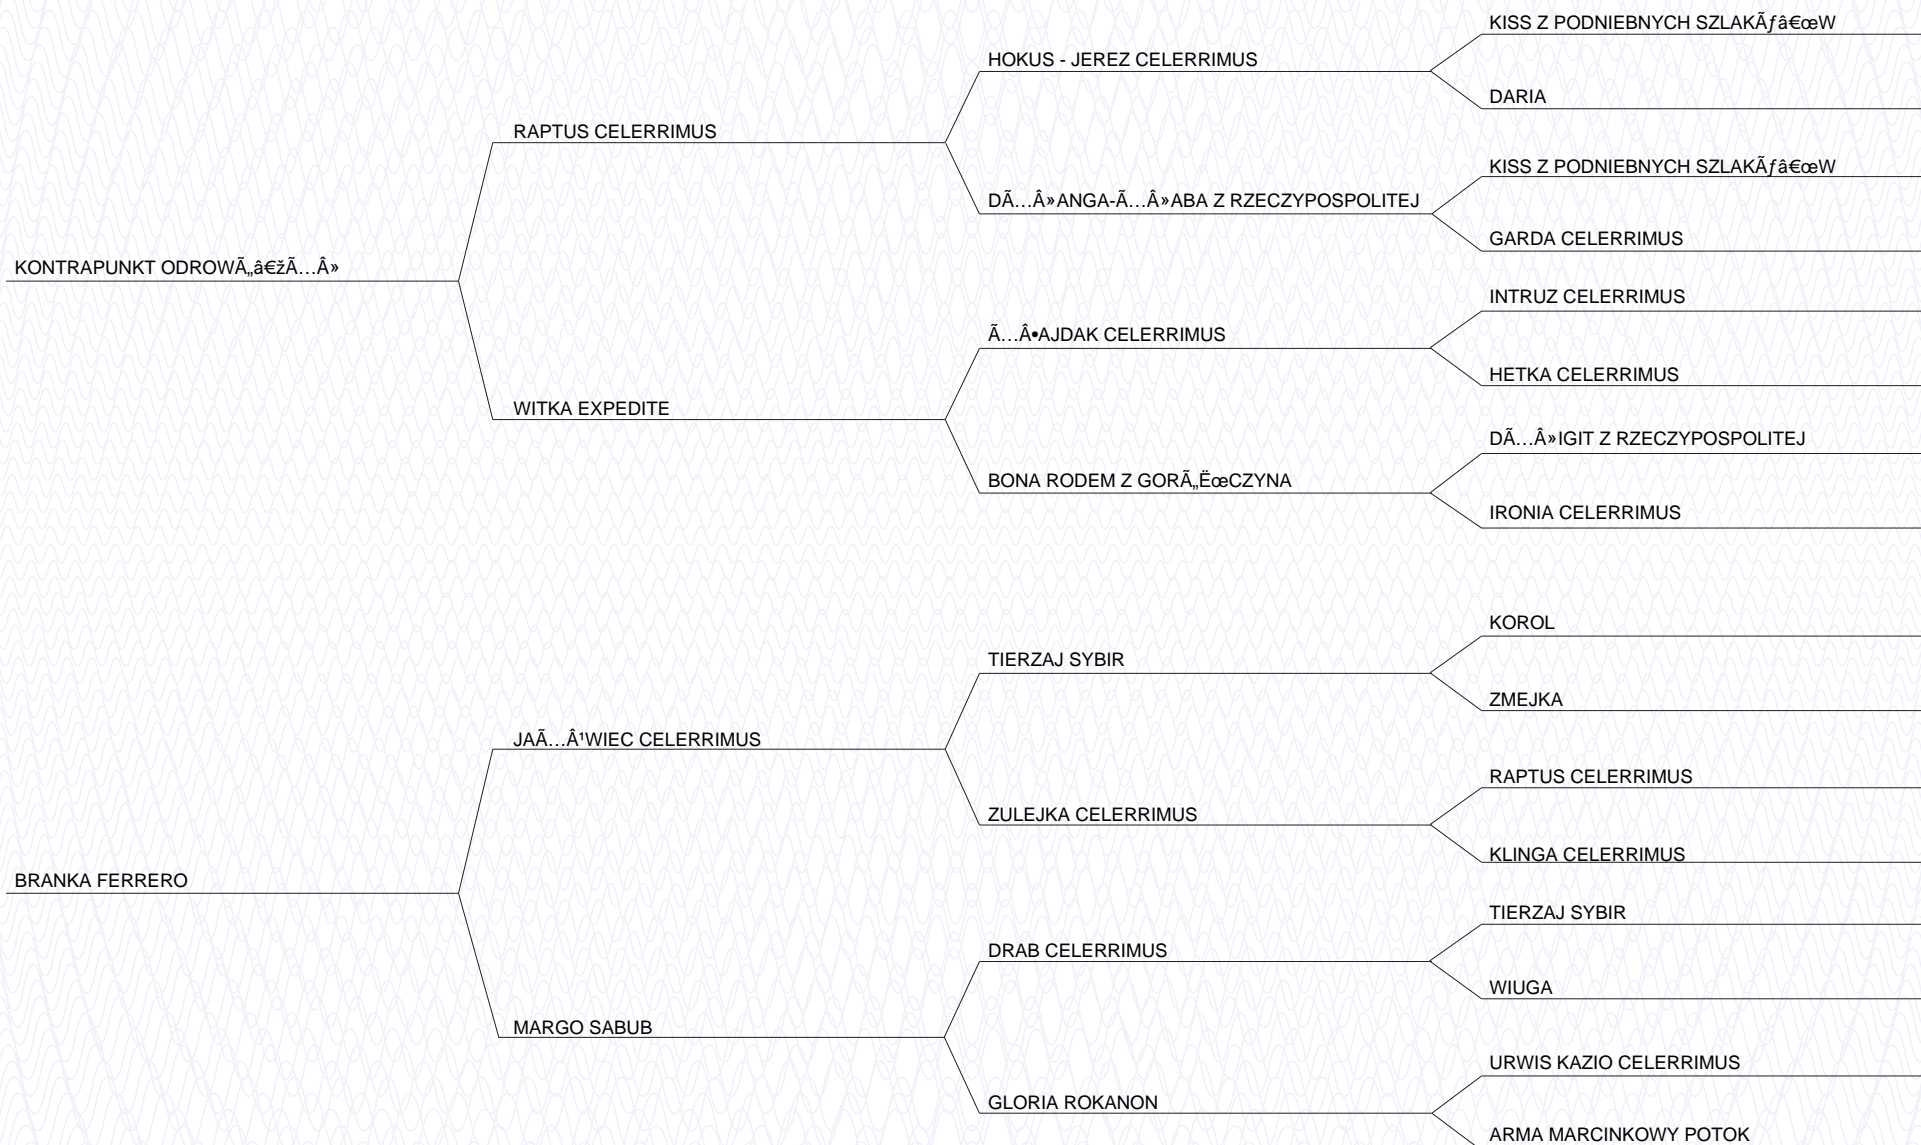 KISS Z PODNIEBNYCH SZLAKÃƒâ€œW
HOKUS - JEREZ CELERRIMUS
DARIA
RAPTUS CELERRIMUS
KISS Z PODNIEBNYCH SZLAKÃƒâ€œW
DÃ…Â»ANGA-Ã…Â»ABA Z RZECZYPOSPOLITEJ
GARDA CELERRIMUS
KONTRAPUNKT ODROWÃ„â€žÃ…Â»
INTRUZ CELERRIMUS
Ã…Â•AJDAK CELERRIMUS
HETKA CELERRIMUS
WITKA EXPEDITE
DÃ…Â»IGIT Z RZECZYPOSPOLITEJ
BONA RODEM Z GORÃ„ËœCZYNA
IRONIA CELERRIMUS
KOROL
TIERZAJ SYBIR
ZMEJKA
JAÃ…Â¹WIEC CELERRIMUS
RAPTUS CELERRIMUS
ZULEJKA CELERRIMUS
KLINGA CELERRIMUS
BRANKA FERRERO
TIERZAJ SYBIR
DRAB CELERRIMUS
WIUGA
MARGO SABUB
URWIS KAZIO CELERRIMUS
GLORIA ROKANON
ARMA MARCINKOWY POTOK